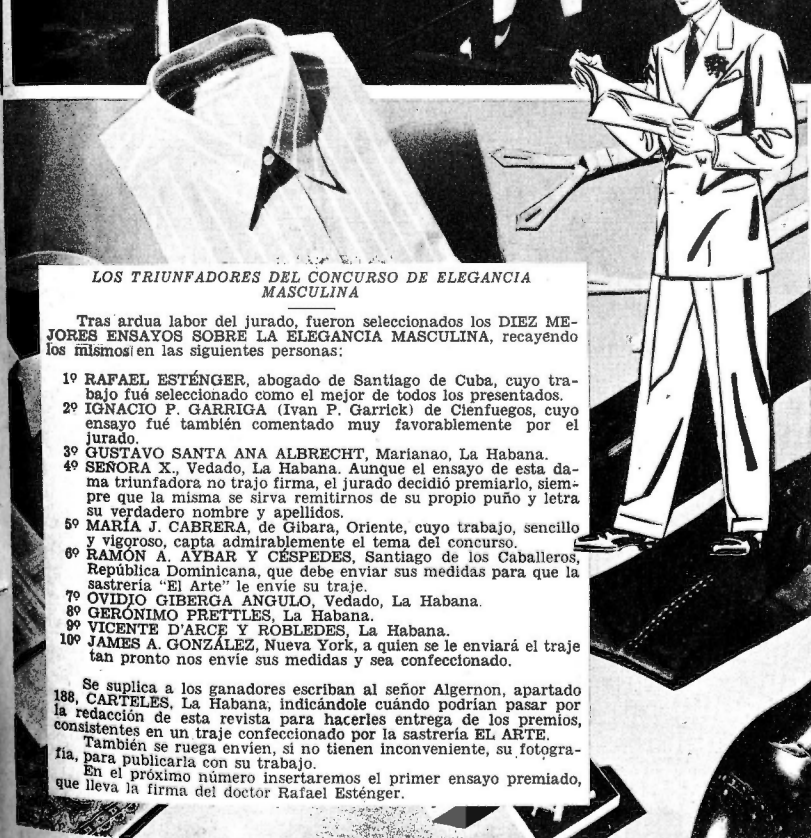 LOS TRIUNFADORES DEL CONCURSO DE ELEGANCIA
MASCULINA
Tras ardua labor del jurado, fueron seleccionados los DIEZ ME-
JORES ENSAYOS SOBRE LA ELEGANCIA MASCULINA, recayendo
los mismos en las siguientes personas:
1º RAFAEL ESTÉNGER, abogado de Santiago de Cuba, cuyo tra-
bajo fué seleccionado como el mejor de todos los presentados.
2º IGNACIO P. GARRIGA (Ivan P. Garrick) de Cienfuegos, cuyo
ensayo fué también comentado muy favorablemente por el
jurado.
3º GUSTAVO SANTA ANA ALBRECHT, Marianao, La Habana.
4º SEÑORA X., Vedado, La Habana. Aunque el ensayo de esta da-
ma triunfadora no trajo firma, el jurado decidió premiarlo, siem-
pre que la misma se sirva remitirnos de su propio puño y letra
su verdadero nombre y apellidos.
5º MARÍA J. CABRERA, de Gibara, Oriente, cuyo trabajo, sencillo
y vigoroso, capta admirablemente el tema del concurso.
6º RAMÓN A. AYBAR Y CÉSPEDES, Santiago de los Caballeros,
República Dominicana, que debe enviar sus medidas para que la
sastrería "El Arte" le envíe su traje.
7º OVIDIO GIBERGA ANGULO, Vedado, La Habana.
8º GERÓNIMO PRETTLES, La Habana.
9º VICENTE D'ARCE Y ROBLEDES, La Habana.
10º JAMES A. GONZÁLEZ, Nueva York, a quien se le enviará el traje
tan pronto nos envíe sus medidas y sea confeccionado.
Se suplica a los ganadores escriban al señor Algernon, apartado
188, CARTELES, La Habana, indicándole cuándo podrían pasar por
la redacción de esta revista para hacerles entrega de los premios,
consistentes en un traje confeccionado por la sastrería EL ARTE.
También se ruega envíen, si no tienen inconveniente, su fotogra-
fía, para publicarla con su trabajo.
En el próximo número insertaremos el primer ensayo premiado,
que lleva la firma del doctor Rafael Esténger.